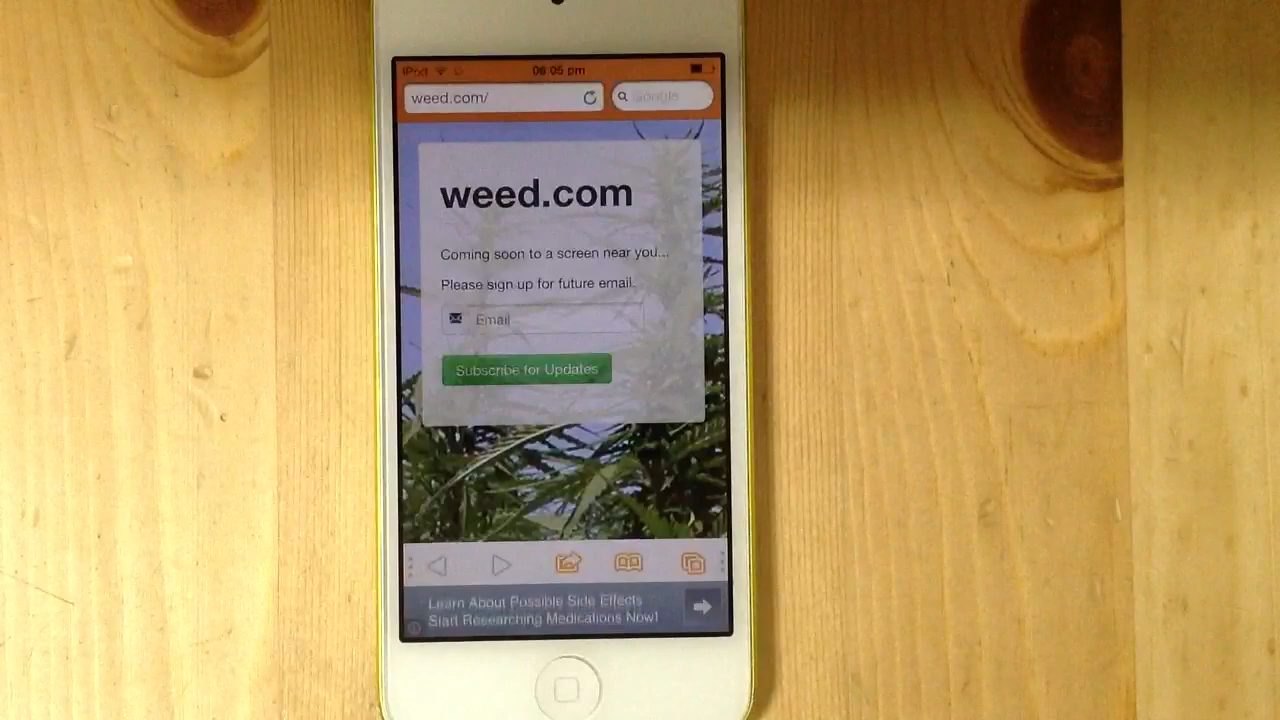 iPod 06:05 pm
weed.com/ Google
weed.com
Coming soon to a screen near you...
Please sign up for future email.
Email
Subscribe for Updates
Learn About Possible Side Effects
Start Researching Medications Now!